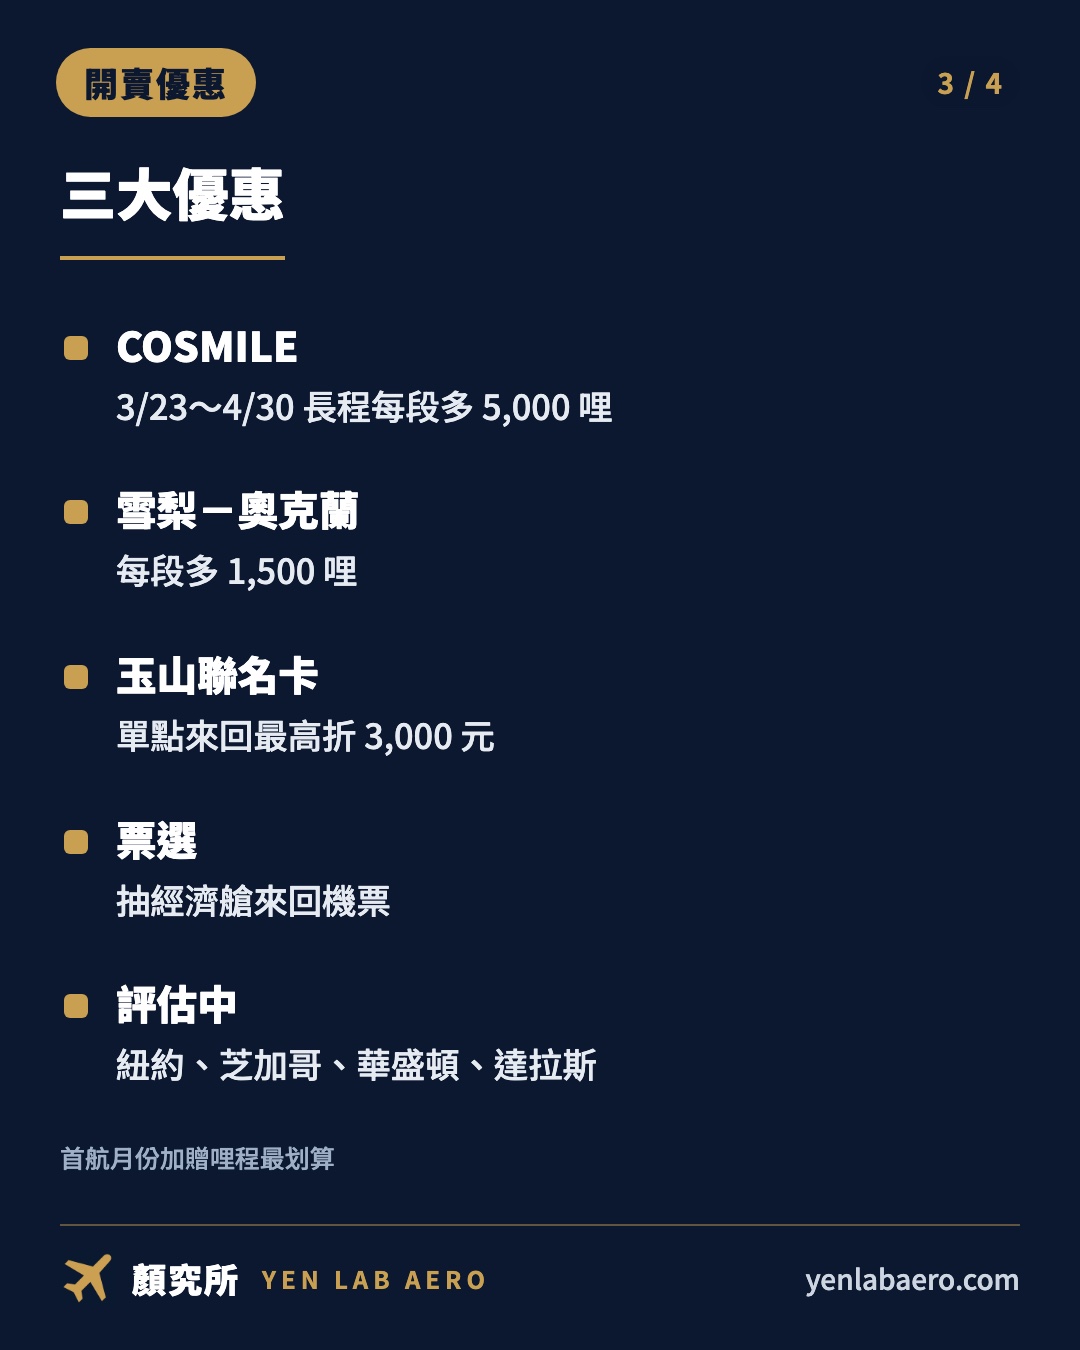 開賣優惠
3 / 4
三大優惠
COSMILE
3/23～4/30 長程每段多 5,000 哩
雪梨－奧克蘭
每段多 1,500 哩
玉山聯名卡
單點來回最高折 3,000 元
票選
抽經濟艙來回機票
評估中
紐約、芝加哥、華盛頓、達拉斯
首航月份加贈哩程最划算
顏究所 YEN LAB AERO
yenlabaero.com